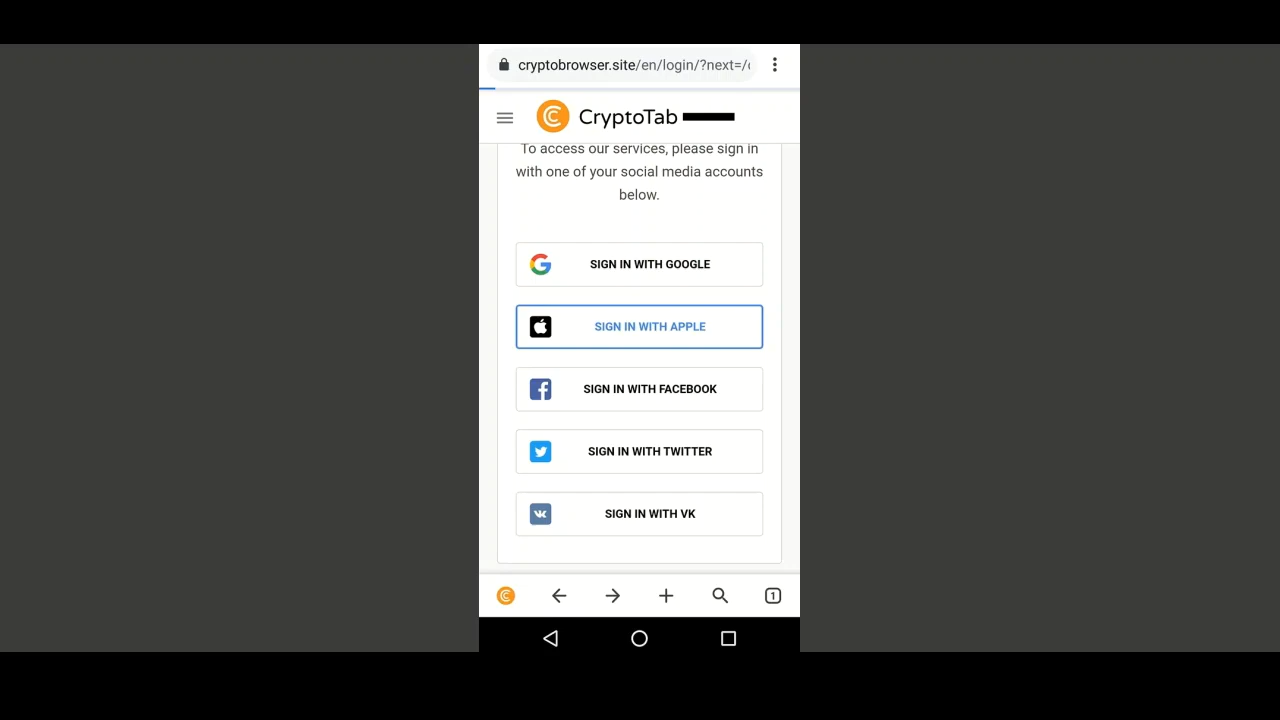 cryptobrowser.site/en/login/?next=/
CryptoTab
To access our services, please sign in
with one of your social media accounts
below.
SIGN IN WITH GOOGLE
SIGN IN WITH APPLE
SIGN IN WITH FACEBOOK
SIGN IN WITH TWITTER
SIGN IN WITH VK
1